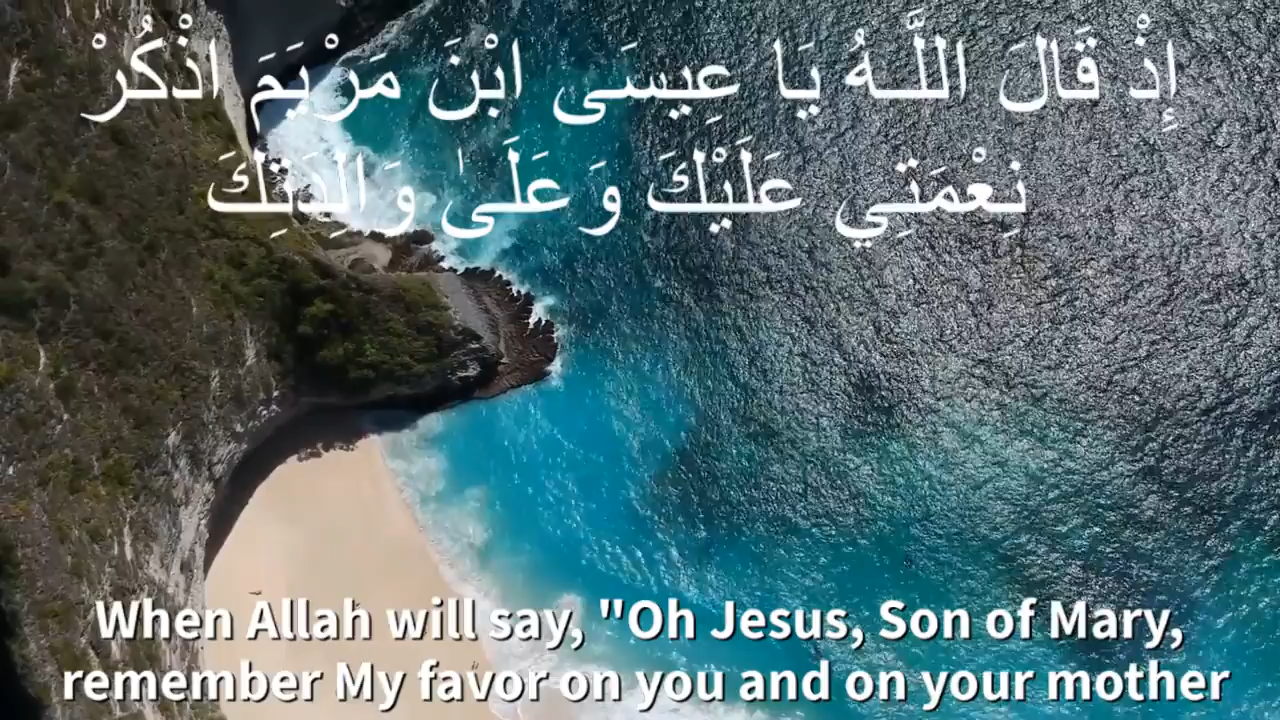 إِذْ قَالَ اللَّـهُ يَا عِيسَى ابْنَ مَرْيَمَ اذْكُرْ
نِعْمَتِي عَلَيْكَ وَعَلَىٰ وَالِدَتِكَ
When Allah will say, "Oh Jesus, Son of Mary,
remember My favor on you and on your mother